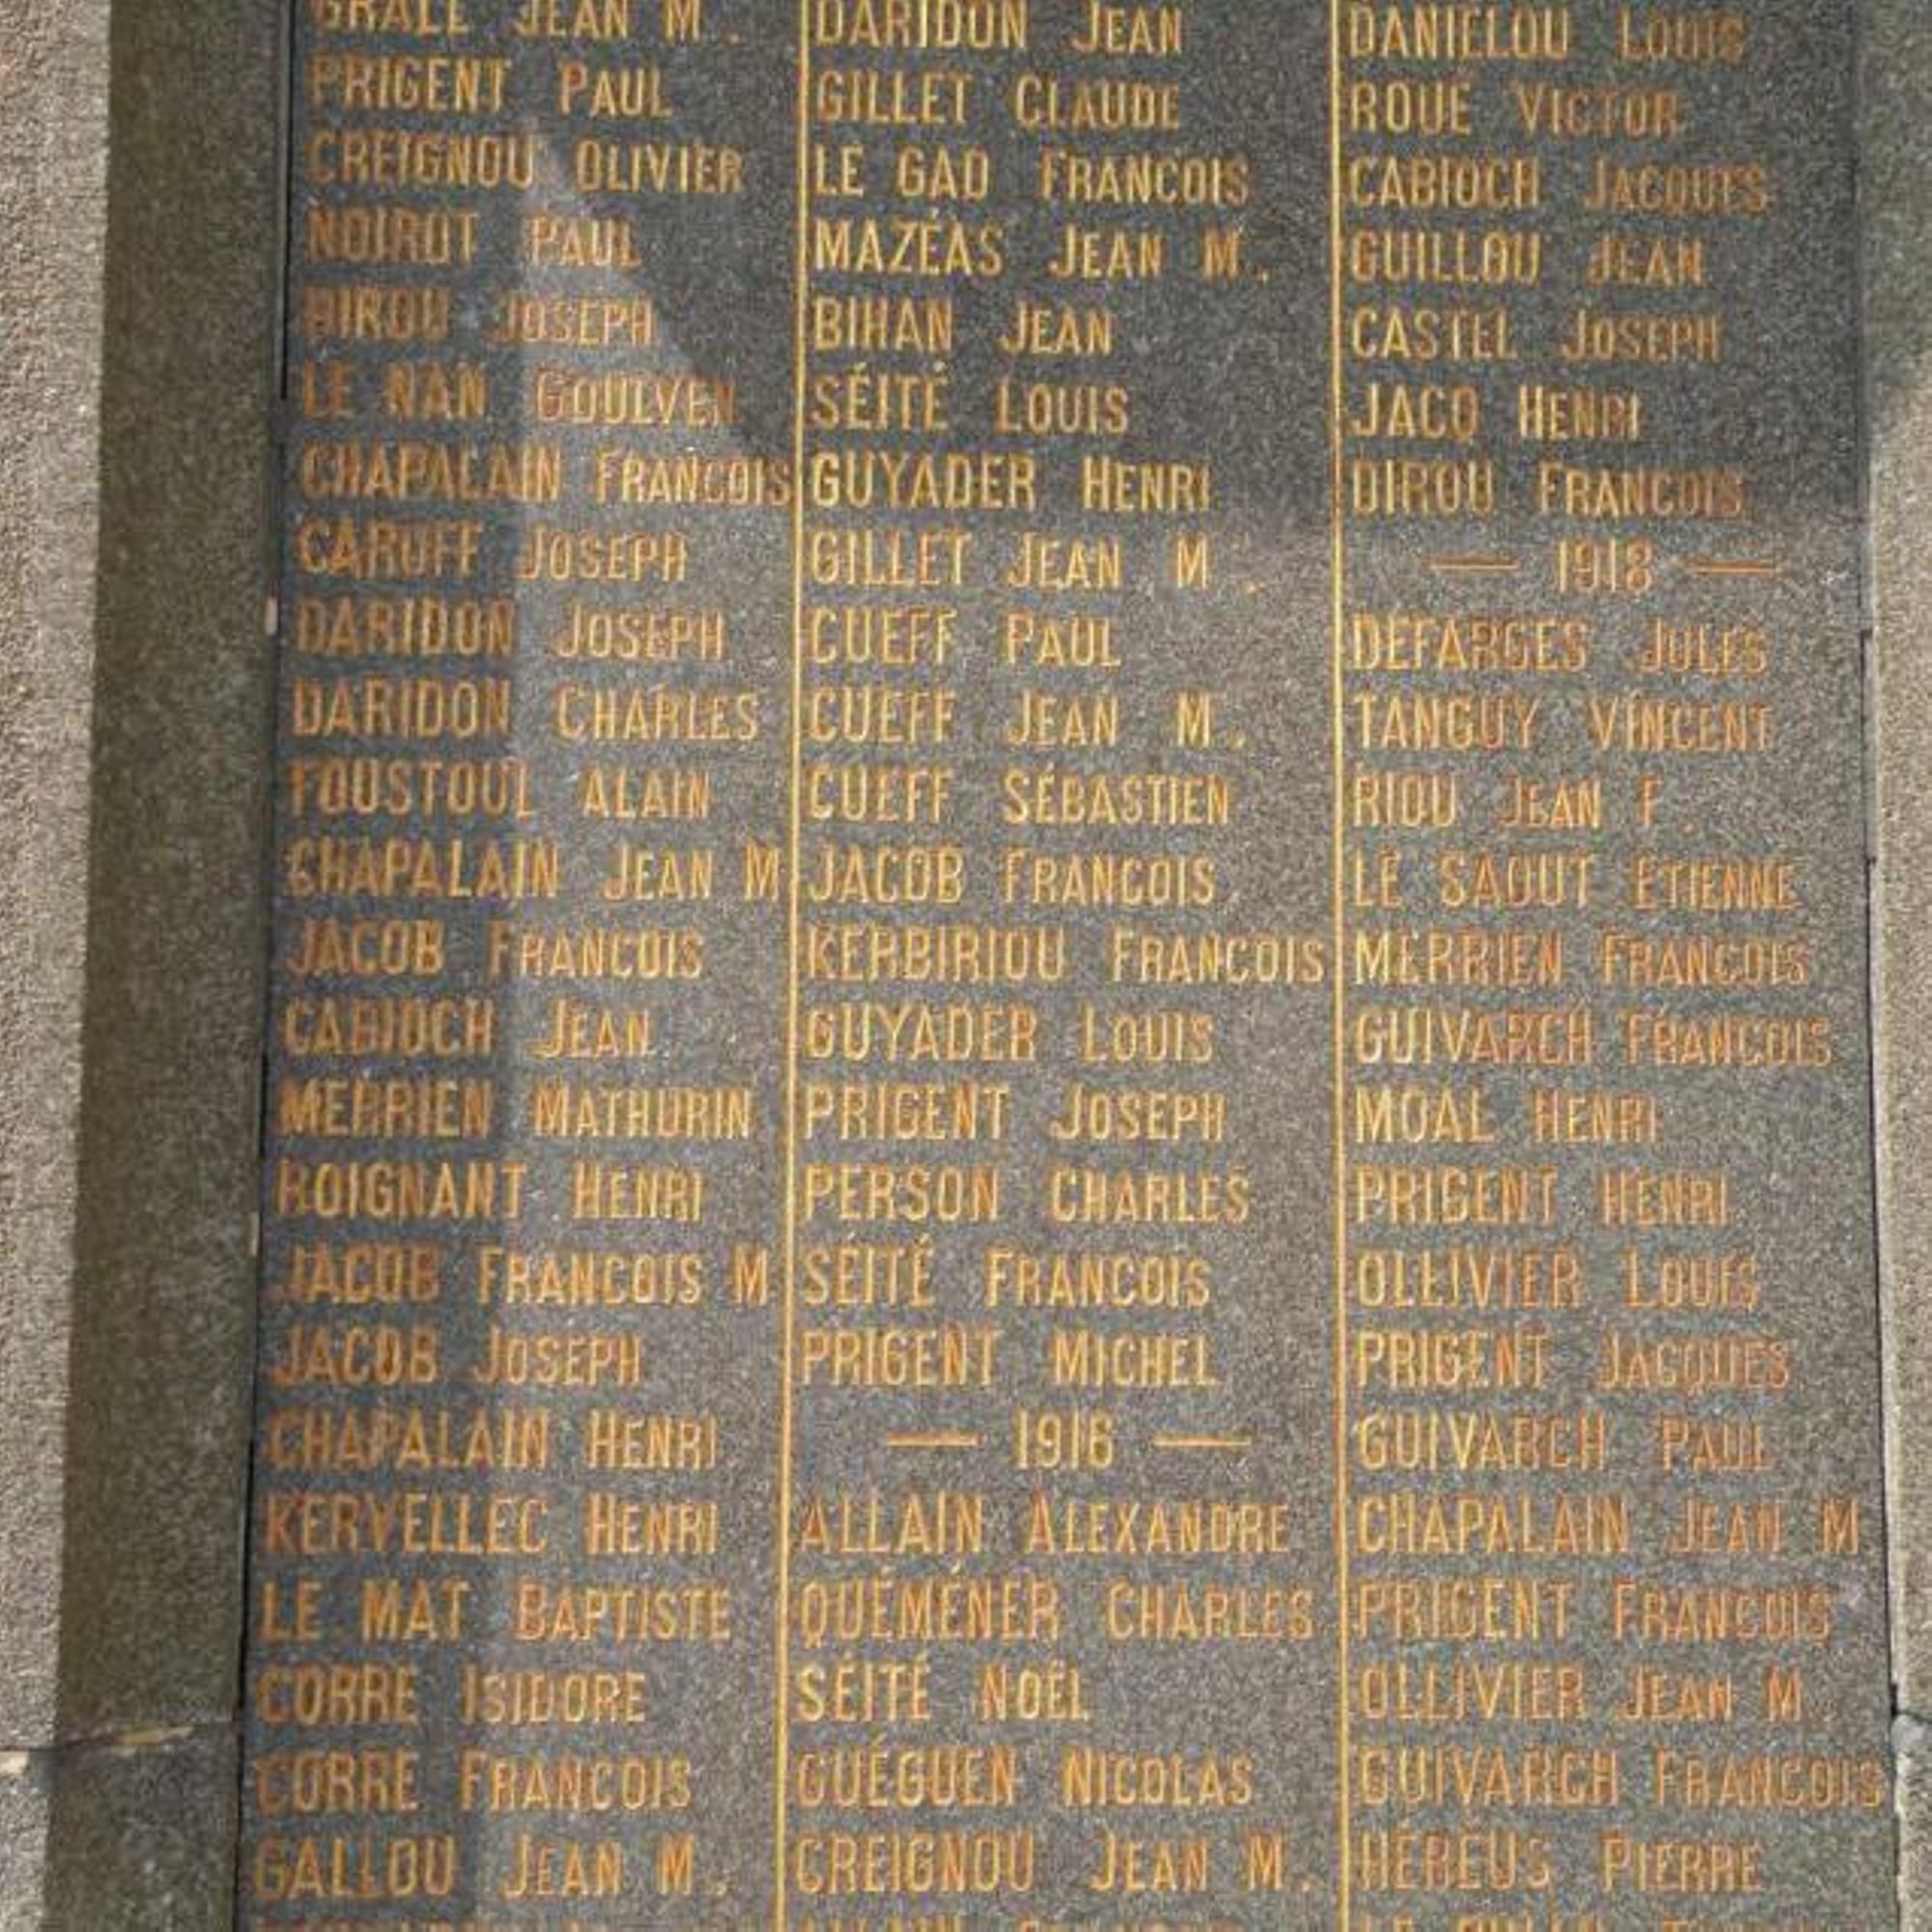 JEAN M.
PRIGENT PAUL
CREIGNOU OLIVIER
NOIROT PAUL
JOSEPH
LE NAN GOULVEN
CHAPALAIN FRANCOIS
CARUFF JOSEPH
DARIDON JOSEPH
DARIDON CHARLES
TOUSTOUL ALAIN
CHAPALAIN JEAN M
JACOB FRANCOIS
CABIOCH JEAN
MERRIEN MATHURIN
ROIGNANT HENRI
JACOB FRANCOIS M
JACOB JOSEPH
CHAPALAIN HENRI
KERVELLEC HENRI
LE MAT BAPTISTE
CORRE ISIDORE
CORRE FRANCOIS
GALLOU JEAN M.
DARIDON JEAN
GILLET CLAUDE
LE GAD FRANCOIS
MAZÉAS JEAN M.
BIHAN JEAN
SÉITÉ LOUIS
GUYADER HENRI
GILLET JEAN M.
CUEFF PAUL
CUEFF JEAN M.
CUEFF SÉBASTIEN
JACOB FRANCOIS
KERBIRIOU FRANCOIS
GUYADER LOUIS
PRIGENT JOSEPH
PERSON CHARLES
SÉITÉ FRANCOIS
PRIGENT MICHEL
— 1916 —
ALLAIN ALEXANDRE
QUÉMÉNER CHARLES
SÉITÉ NOËL
GUÉGUEN NICOLAS
CREIGNOU JEAN M.
DANIÉLOU LOUIS
ROUÉ VICTOR
CABIOCH JACQUES
GUILLOU JEAN
CASTEL JOSEPH
JACQ HENRI
DIROU FRANCOIS
— 1918 —
DEFARGES JULES
TANGUY VINCENT
RIOU JEAN F.
LE SAOUT ETIENNE
MERRIEN FRANCOIS
GUIVARCH FRANCOIS
MOAL HENRI
PRIGENT HENRI
OLLIVIER LOUIS
PRIGENT JACQUES
GUIVARCH PAUL
CHAPALAIN JEAN M
PRIGENT FRANCOIS
OLLIVIER JEAN M.
GUIVARCH FRANCOIS
HÉRÉUS PIERRE